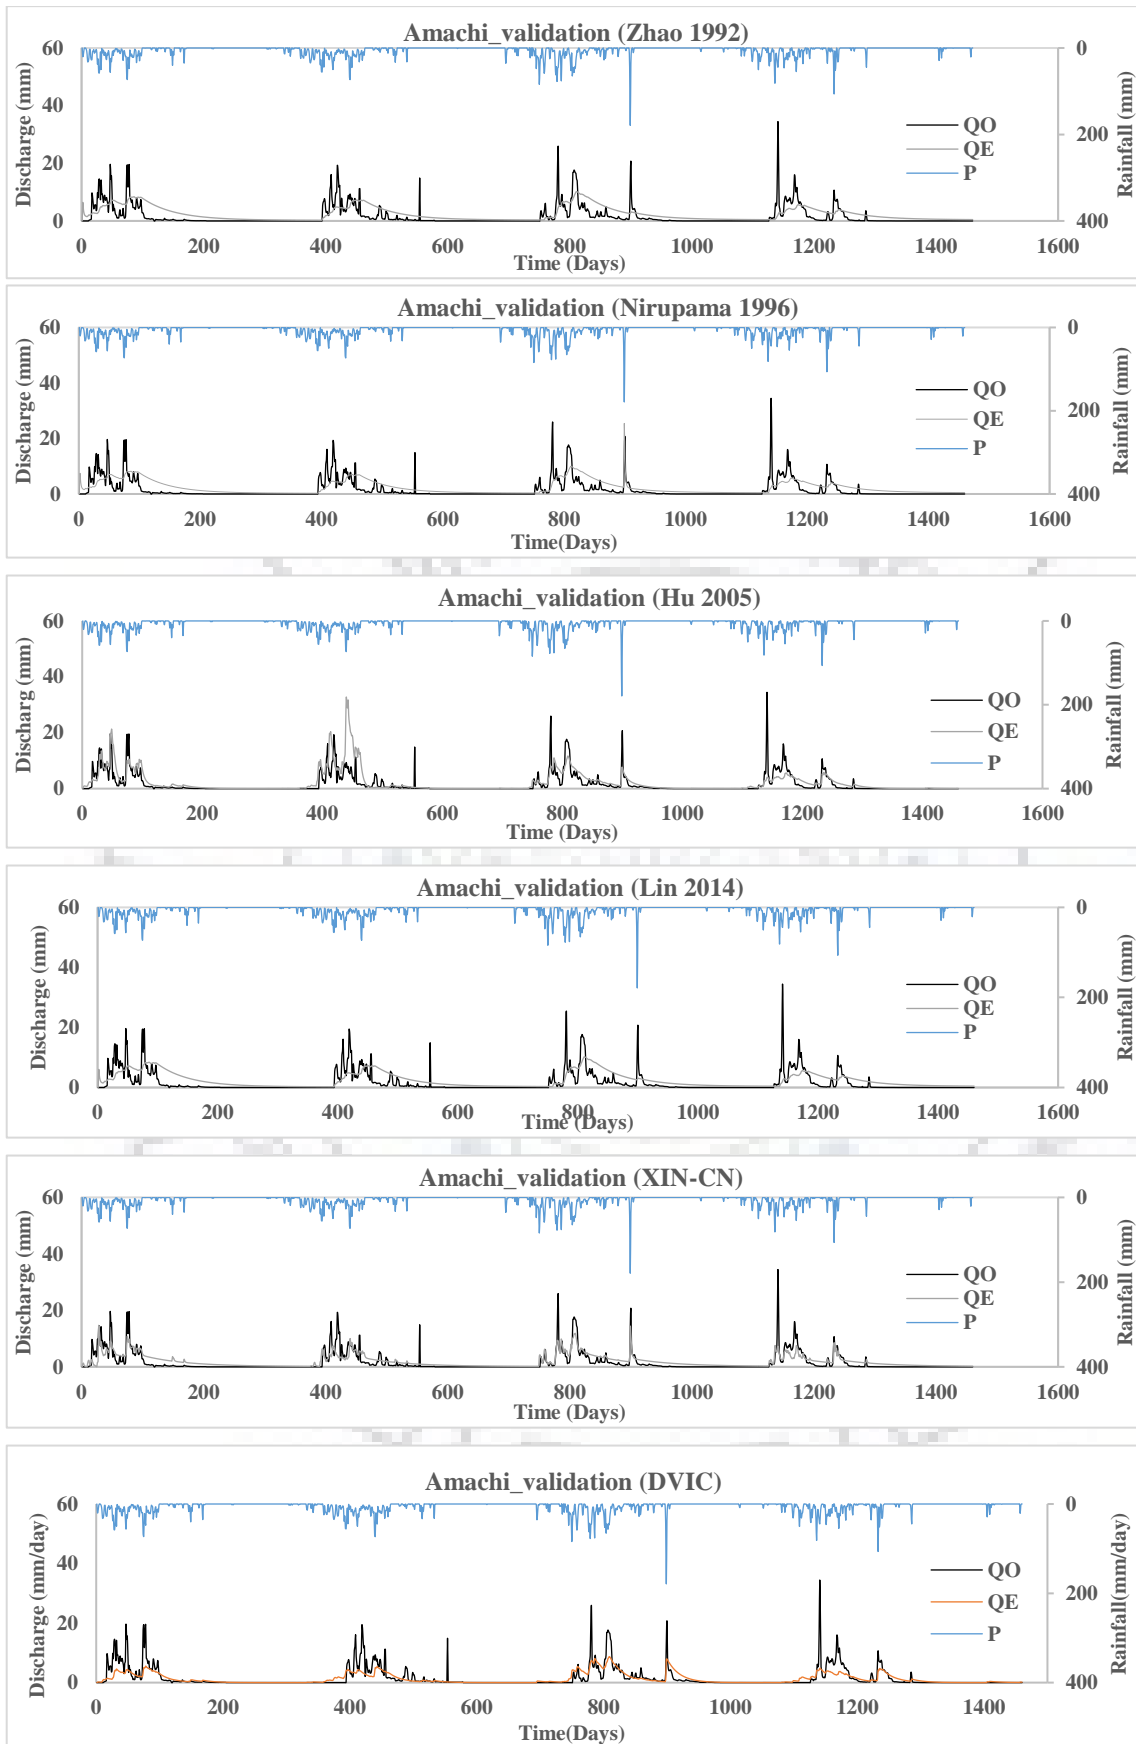 Amachi_validation (Zhao 1992)
60 0
40
20 200
0 400
Discharge (mm)
Rainfall (mm)
QO
QE
P
0 200 400 600 800 1000 1200 1400 1600
Time (Days)
Amachi_validation (Nirupama 1996)
60 0
40
20 200
0 400
Discharge (mm)
Rainfall (mm)
QO
QE
P
0 200 400 600 800 1000 1200 1400 1600
Time(Days)
Amachi_validation (Hu 2005)
60 0
40
20 200
0 400
Discharg (mm)
Rainfall (mm)
QO
QE
P
0 200 400 600 800 1000 1200 1400 1600
Time (Days)
Amachi_validation (Lin 2014)
60 0
40
20 200
0 400
Discharge (mm)
Rainfall (mm)
QO
QE
P
0 200 400 600 800 1000 1200 1400 1600
Time (Days)
Amachi_validation (XIN-CN)
60 0
40
20 200
0 400
Discharge (mm)
Rainfall (mm)
QO
QE
P
0 200 400 600 800 1000 1200 1400 1600
Time (Days)
Amachi_validation (DVIC)
60 0
40
20 200
0 400
Discharge (mm/day)
Rainfall(mm/day)
QO
QE
P
0 200 400 600 800 1000 1200 1400
Time(Days)